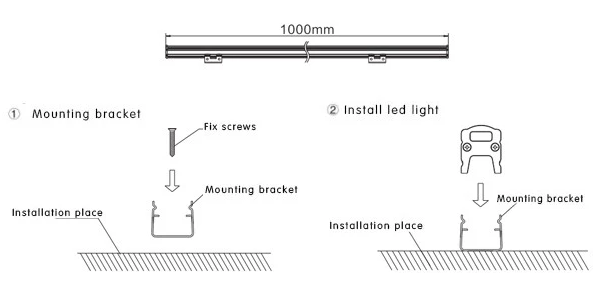 1000mm
① Mounting bracket
Fix screws
Mounting bracket
Installation place
② Install led light
Mounting bracket
Installation place